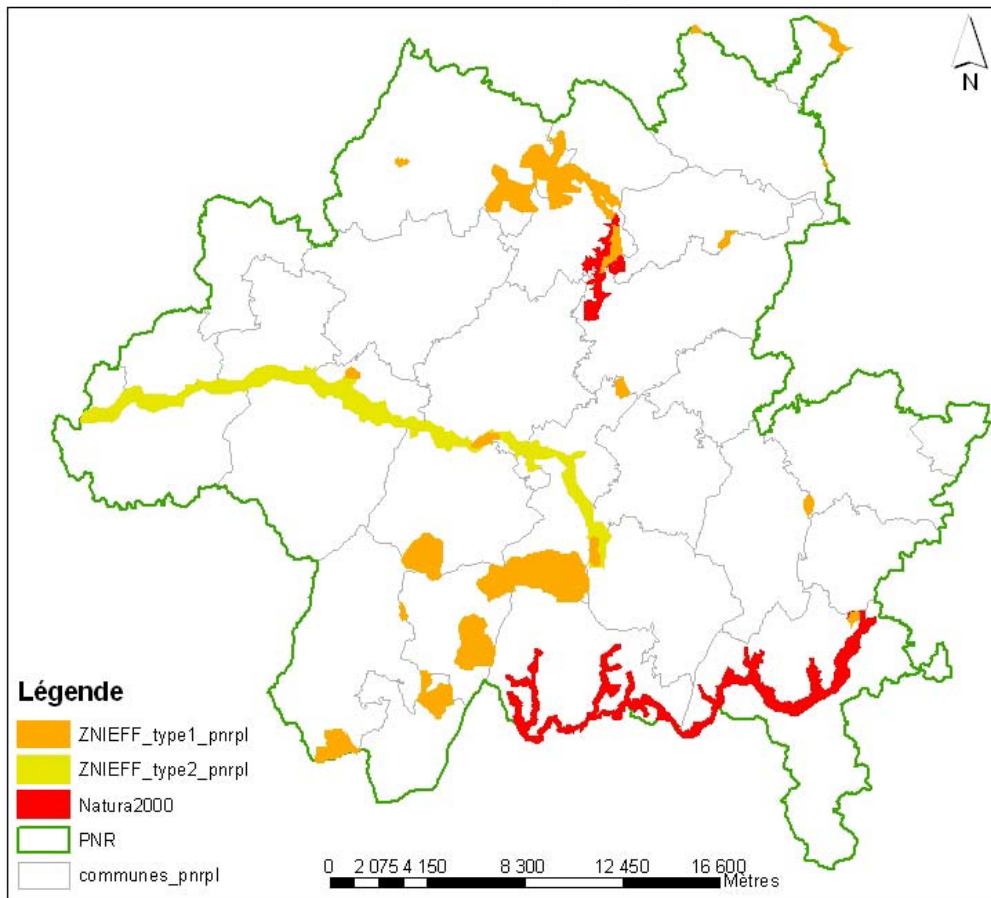 N
Légende
ZNIEFF_type1_pnrpl
ZNIEFF_type2_pnrpl
Natura2000
PNR
communes_pnrpl
0 2 075 4 150 8 300 12 450 16 600
Mètres